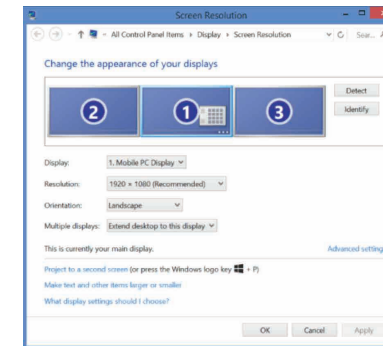 Screen Resolution
All Control Panel Items Display Screen Resolution Sear...
Change the appearance of your displays
2 1 3
Detect
Identify
Display: 1. Mobile PC Display
Resolution: 1920 × 1080 (Recommended)
Orientation: Landscape
Multiple displays: Extend desktop to this display
This is currently your main display. Advanced setting
Project to a second screen (or press the Windows logo key + P)
Make text and other items larger or smaller
What display settings should I choose?
OK Cancel Apply